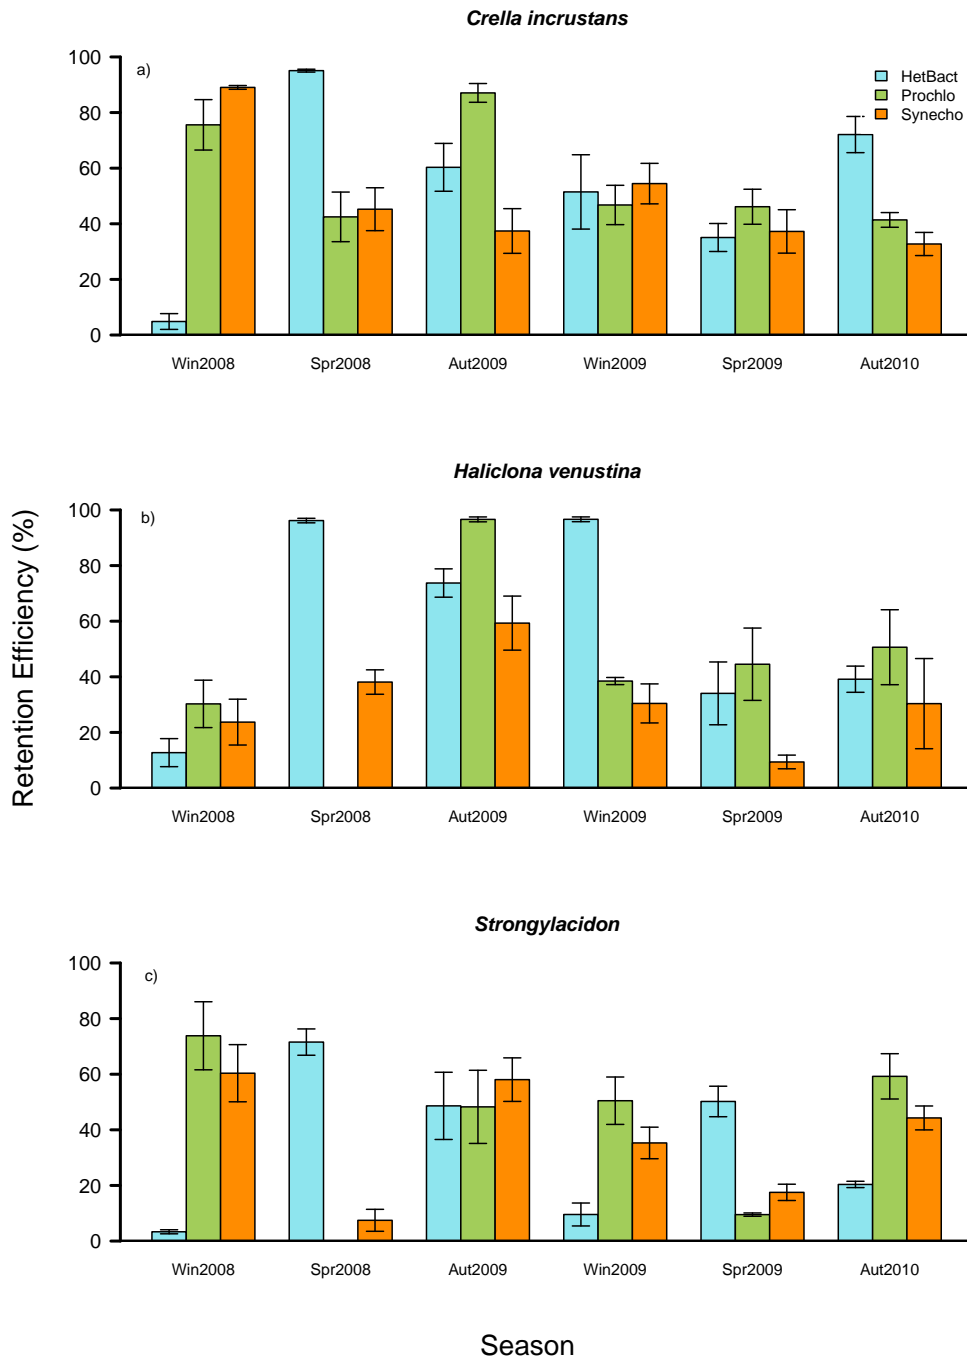 Crella incrustans
a)
100
80
60
40
20
0
HetBact
Prochlo
Synecho
Win2008 Spr2008 Aut2009 Win2009 Spr2009 Aut2010
Haliclona venustina
b)
100
80
60
40
20
0
Win2008 Spr2008 Aut2009 Win2009 Spr2009 Aut2010
Retention Efficiency (%)
Strongylacidon
c)
100
80
60
40
20
0
Win2008 Spr2008 Aut2009 Win2009 Spr2009 Aut2010
Season